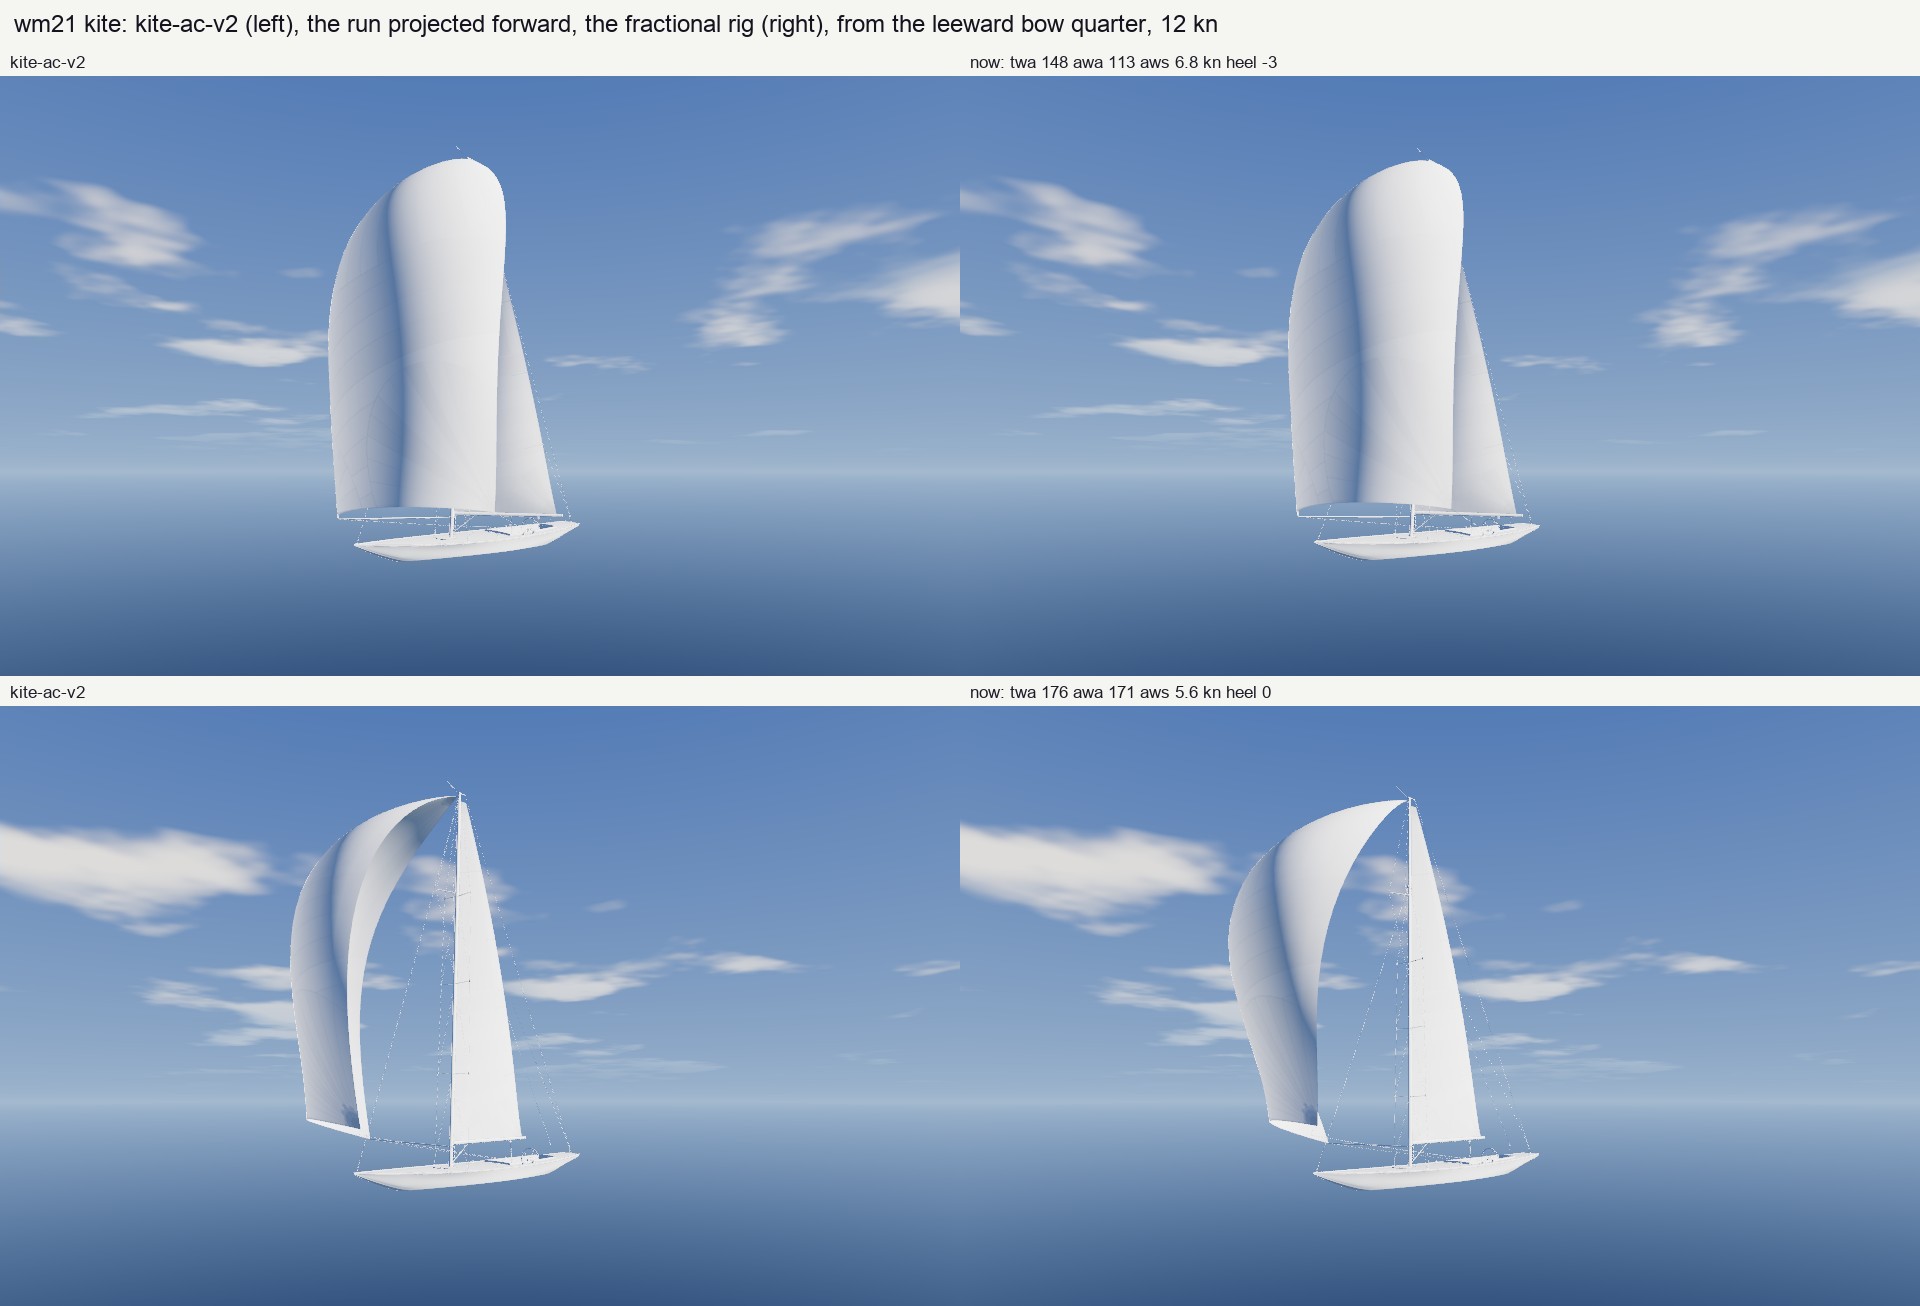 wm21 kite: kite-ac-v2 (left), the run projected forward, the fractional rig (right), from the leeward bow quarter, 12 kn
kite-ac-v2
now: twa 148 awa 113 aws 6.8 kn heel -3
kite-ac-v2
now: twa 176 awa 171 aws 5.6 kn heel 0